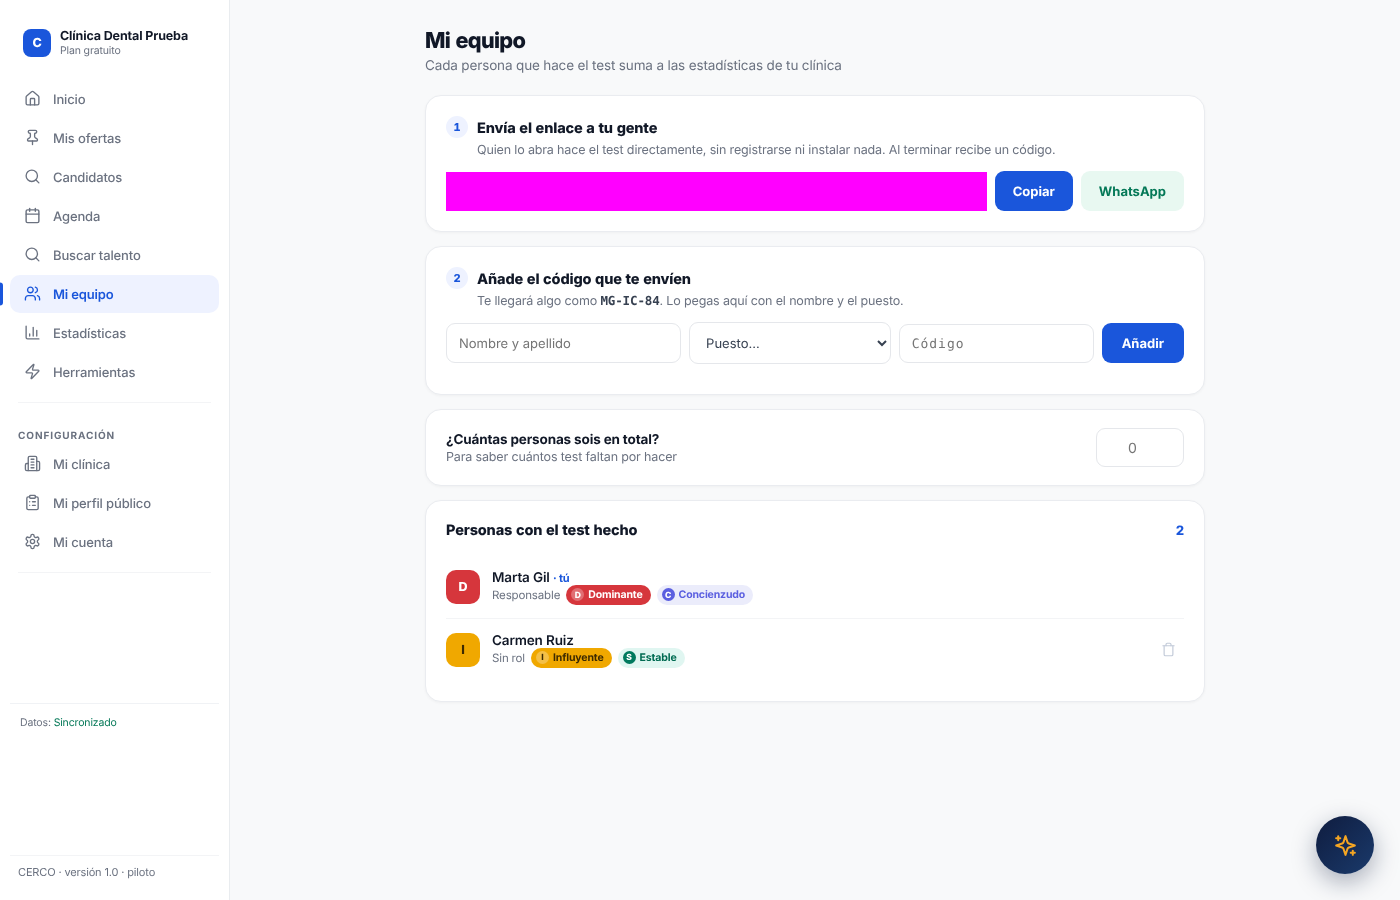 C
Clínica Dental Prueba
Plan gratuito
Inicio
Mis ofertas
Candidatos
Agenda
Buscar talento
Mi equipo
Estadísticas
Herramientas
CONFIGURACIÓN
Mi clínica
Mi perfil público
Mi cuenta
Datos: Sincronizado
CERCO · versión 1.0 · piloto
Mi equipo
Cada persona que hace el test suma a las estadísticas de tu clínica
1 Envía el enlace a tu gente
Quien lo abra hace el test directamente, sin registrarse ni instalar nada. Al terminar recibe un código.
Copiar WhatsApp
2 Añade el código que te envíen
Te llegará algo como MG-IC-84. Lo pegas aquí con el nombre y el puesto.
Nombre y apellido Puesto... Código Añadir
¿Cuántas personas sois en total?
Para saber cuántos test faltan por hacer
0
Personas con el test hecho 2
D Marta Gil · tú
Responsable D Dominante C Concienzudo
I Carmen Ruiz
Sin rol I Influyente S Estable